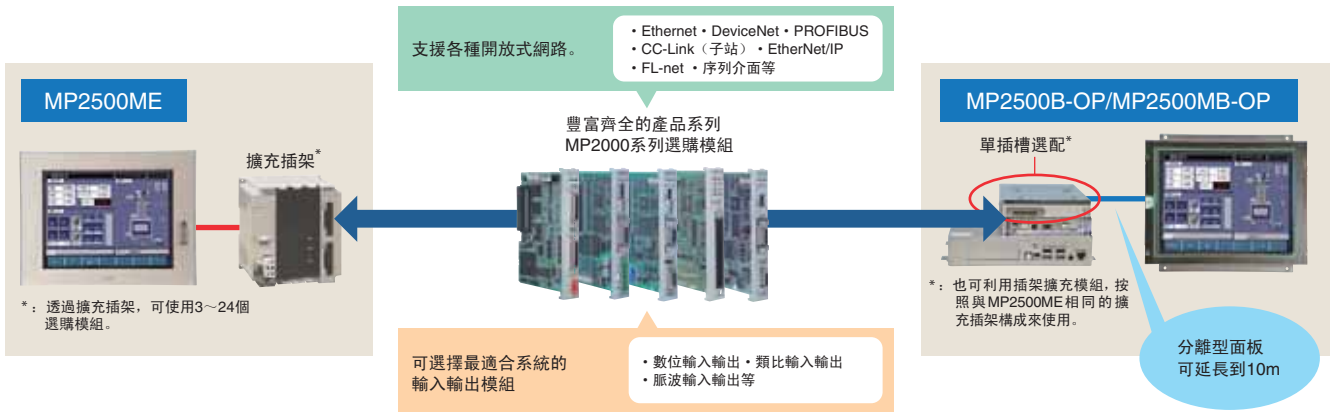 支援各種開放式網路。
・Ethernet・DeviceNet・PROFIBUS
・CC-Link（子站）・EtherNet/IP
・FL-net ・序列介面等
MP2500ME
擴充插架*
*：透過擴充插架，可使用3～24個
選購模組。
豐富齊全的產品系列
MP2000系列選購模組
可選擇最適合系統的
輸入輸出模組
・數位輸入輸出・類比輸入輸出
・脈波輸入輸出等
MP2500B-OP/MP2500MB-OP
單插槽選配*
*：也可利用插架擴充模組，按
照與MP2500ME相同的擴
充插架構成來使用。
分離型面板
可延長到10m